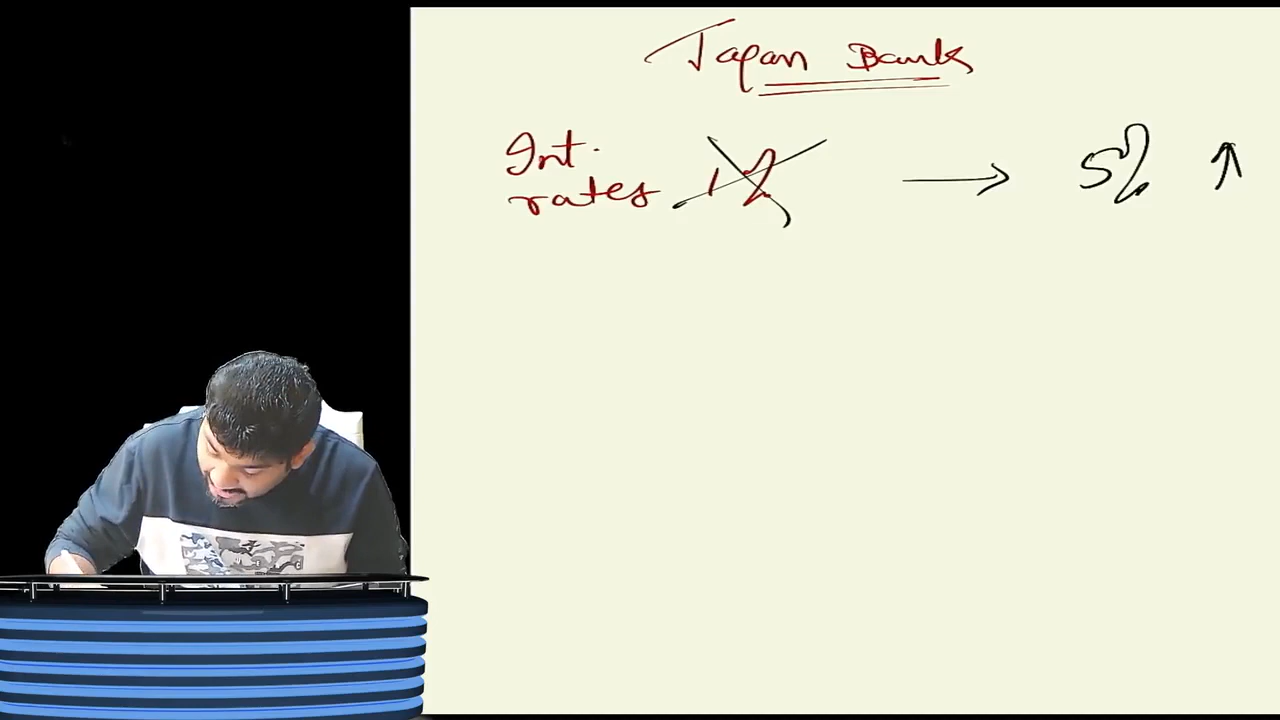 Japan Bank
Int.
rates 1% → 5% ↑